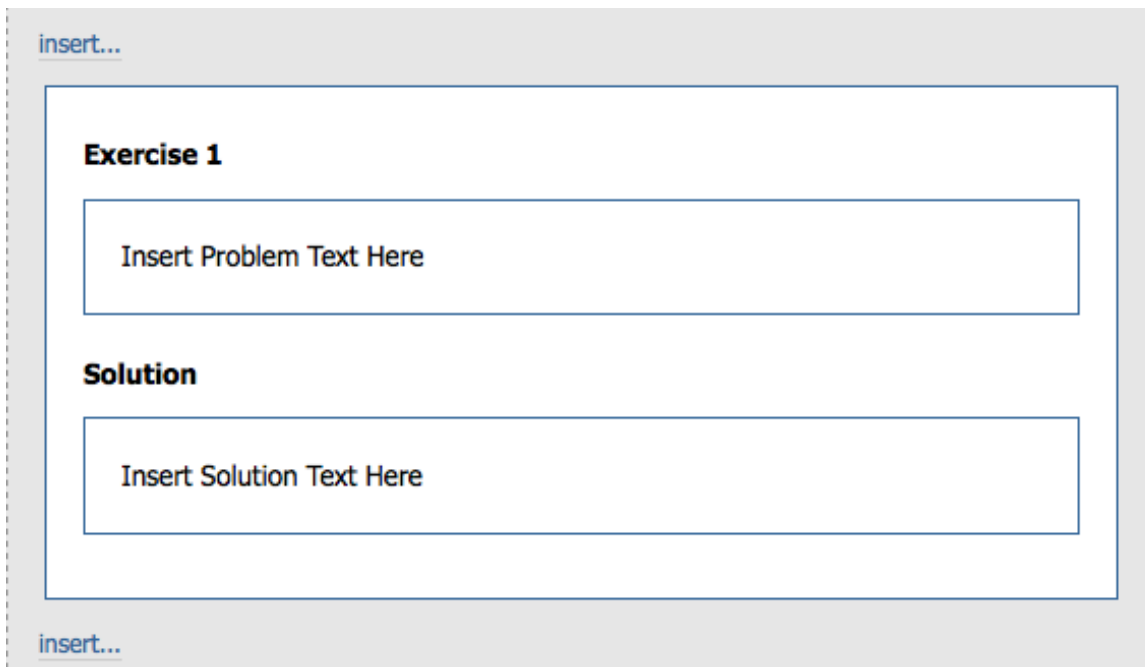 insert...
Exercise 1
Insert Problem Text Here
Solution
Insert Solution Text Here
insert...